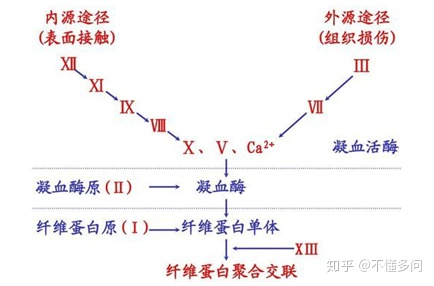 内源途径 外源途径
(表面接触) (组织损伤)
Ⅻ Ⅲ
Ⅺ
Ⅸ Ⅶ
Ⅷ
Ⅹ、Ⅴ、Ca²⁺ 凝血活酶
凝血酶原(Ⅱ) 凝血酶
纤维蛋白原(Ⅰ) 纤维蛋白单体
XⅢ
纤维蛋白聚合交联
知乎 @不懂多问